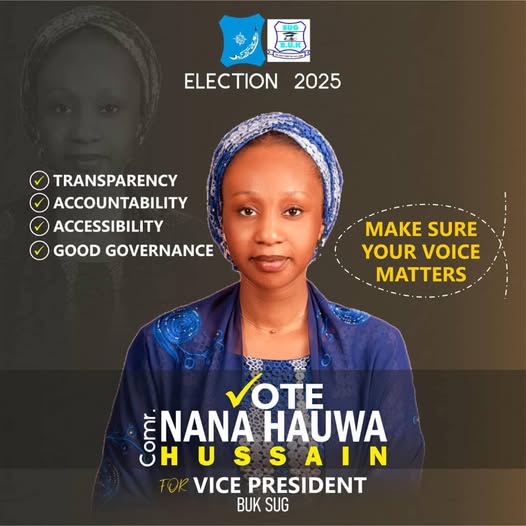 SUG
B.U.K
ELECTION 2025
TRANSPARENCY
ACCOUNTABILITY
ACCESSIBILITY
GOOD GOVERNANCE
MAKE SURE
YOUR VOICE
MATTERS
VOTE
Comr. NANA HAUWA
HUSSAIN
FOR VICE PRESIDENT
BUK SUG